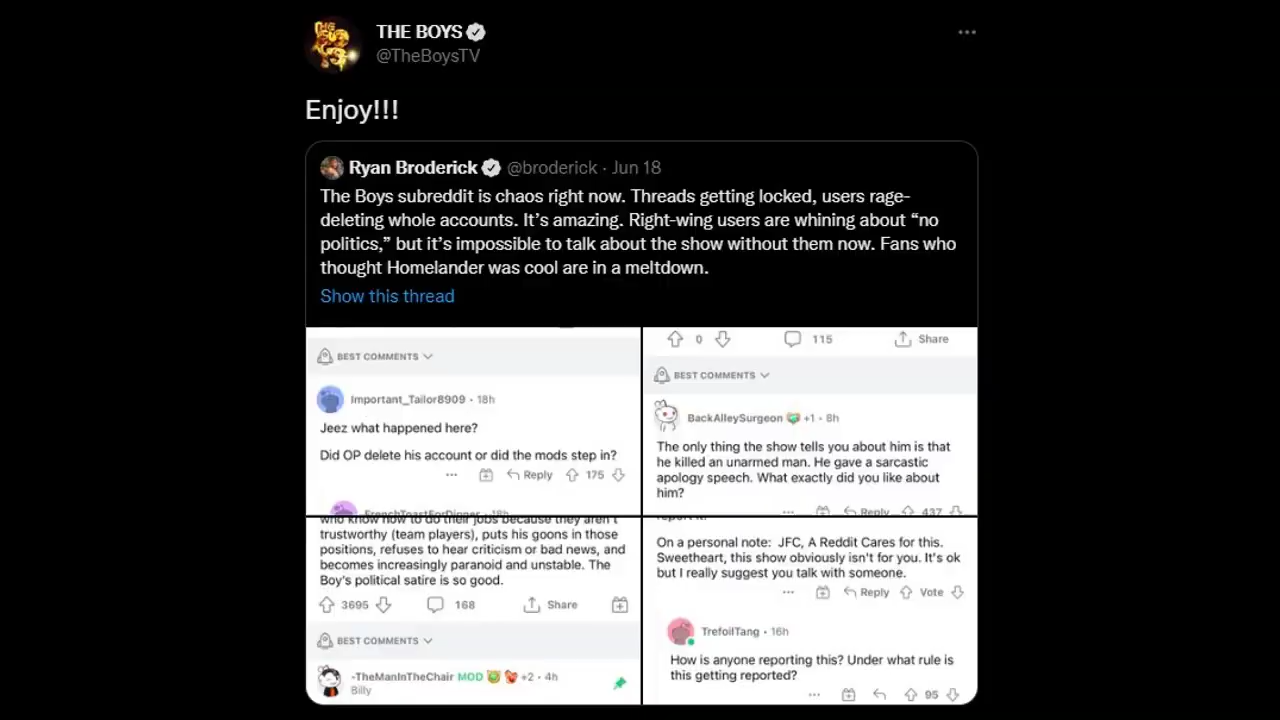 THE BOYS
@TheBoysTV
Enjoy!!!
Ryan Broderick @broderick · Jun 18
The Boys subreddit is chaos right now. Threads getting locked, users rage-
deleting whole accounts. It's amazing. Right-wing users are whining about “no
politics,” but it's impossible to talk about the show without them now. Fans who
thought Homelander was cool are in a meltdown.
Show this thread
BEST COMMENTS
Important_Tailor8909 · 18h
Jeez what happened here?
Did OP delete his account or did the mods step in?
Reply 175
FrenchToastForDinner · 18h
0 115 Share
BEST COMMENTS
BackAlleySurgeon +1 · 8h
The only thing the show tells you about him is that
he killed an unarmed man. He gave a sarcastic
apology speech. What exactly did you like about
him?
Reply 437
who know how to do their jobs because they aren't
trustworthy (team players), puts his goons in those
positions, refuses to hear criticism or bad news, and
becomes increasingly paranoid and unstable. The
Boy's political satire is so good.
3695 168 Share
BEST COMMENTS
-TheManInTheChair MOD +2 · 4h
Billy
report it.
On a personal note: JFC, A Reddit Cares for this.
Sweetheart, this show obviously isn't for you. It's ok
but I really suggest you talk with someone.
Reply Vote
TrefoilTang · 16h
How is anyone reporting this? Under what rule is
this getting reported?
95